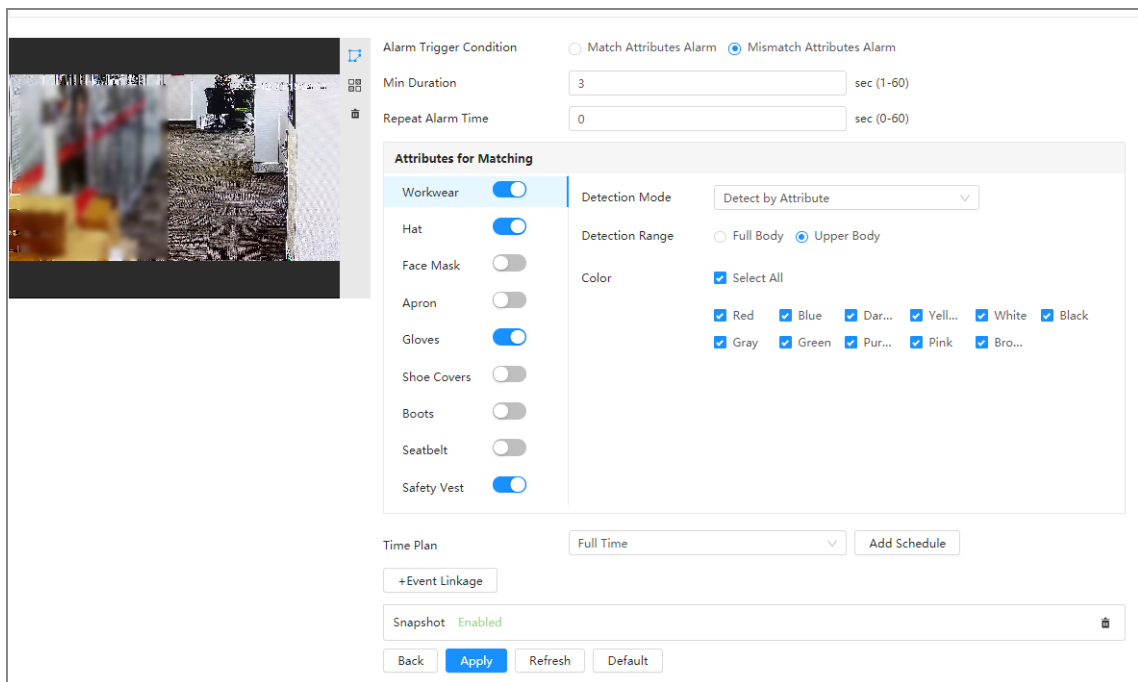 Alarm Trigger Condition Match Attributes Alarm Mismatch Attributes Alarm
Min Duration 3 sec (1-60)
Repeat Alarm Time 0 sec (0-60)
Attributes for Matching
Workwear Detection Mode Detect by Attribute
Hat Detection Range Full Body Upper Body
Face Mask Color Select All
Apron Red Blue Dar... Yell... White Black
Gloves Gray Green Pur... Pink Bro...
Shoe Covers
Boots
Seatbelt
Safety Vest
Time Plan Full Time Add Schedule
+Event Linkage
Snapshot Enabled
Back Apply Refresh Default